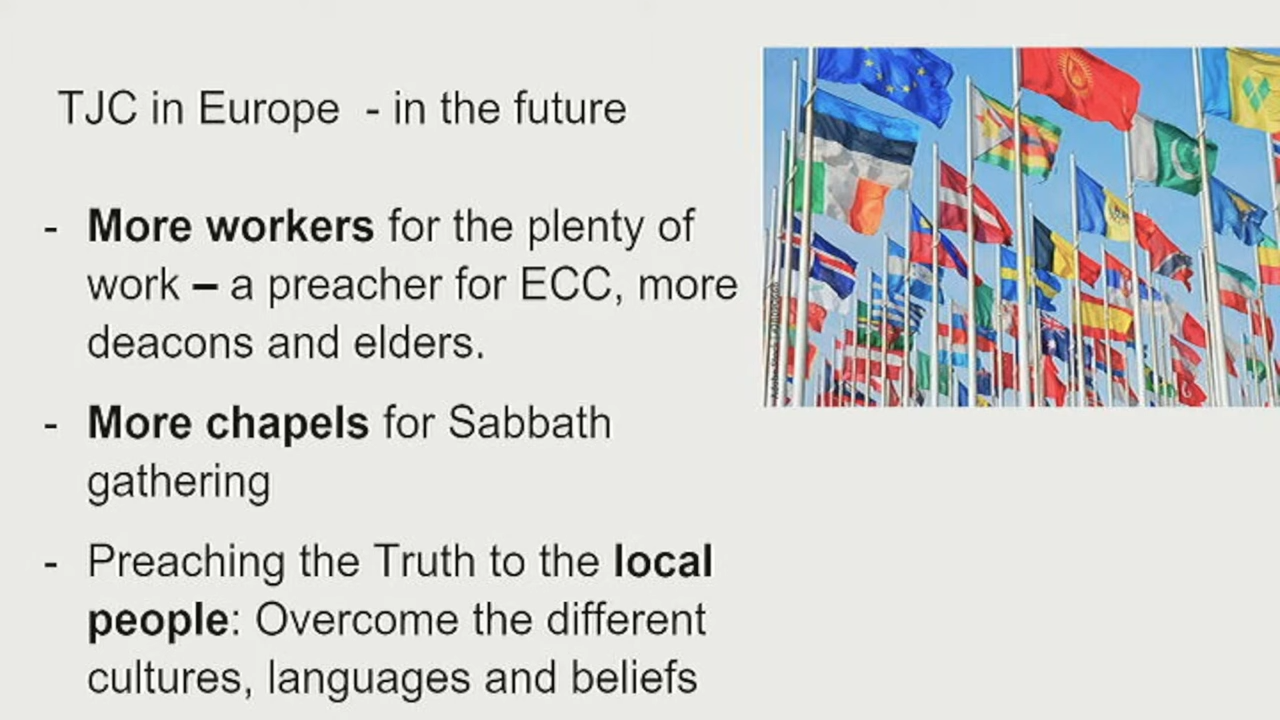 TJC in Europe - in the future
- More workers for the plenty of
work – a preacher for ECC, more
deacons and elders.
- More chapels for Sabbath
gathering
- Preaching the Truth to the local
people: Overcome the different
cultures, languages and beliefs